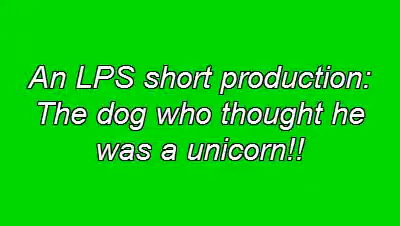 An LPS short production:
The dog who thought he
was a unicorn!!